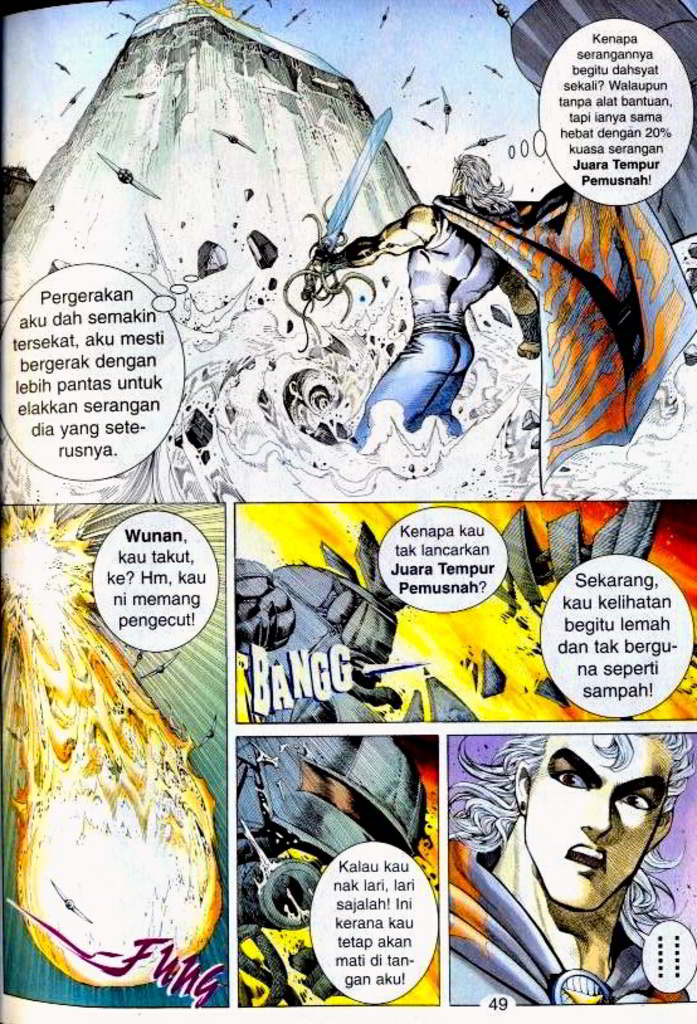 Kenapa
serangannya
begitu dahsyat
sekali? Walaupun
tanpa alat bantuan,
tapi ianya sama
hebat dengan 20%
kuasa serangan
Juara Tempur
Pemusnah!
Pergerakan
aku dah semakin
tersekat, aku mesti
bergerak dengan
lebih pantas untuk
elakkan serangan
dia yang sete-
rusnya.
Wunan,
kau takut,
ke? Hm, kau
ni memang
pengecut!
FUNG
Kenapa kau
tak lancarkan
Juara Tempur
Pemusnah?
Sekarang,
kau kelihatan
begitu lemah
dan tak bergu-
na seperti
sampah!
BANGG
Kalau kau
nak lari, lari
sajalah! Ini
kerana kau
tetap akan
mati di tan-
gan aku!
!!!
49